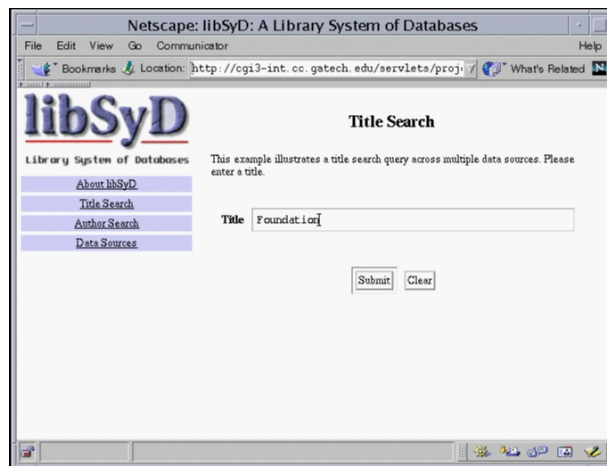 Netscape: libSyD: A Library System of Databases
File Edit View Go Communicator Help
Bookmarks Location: http://cgi3-int.cc.gatech.edu/servlets/proj What's Related N
libSyD
Library System of Databases
About libSyD
Title Search
Author Search
Data Sources
Title Search
This example illustrates a title search query across multiple data sources. Please
enter a title.
Title Foundation
Submit Clear